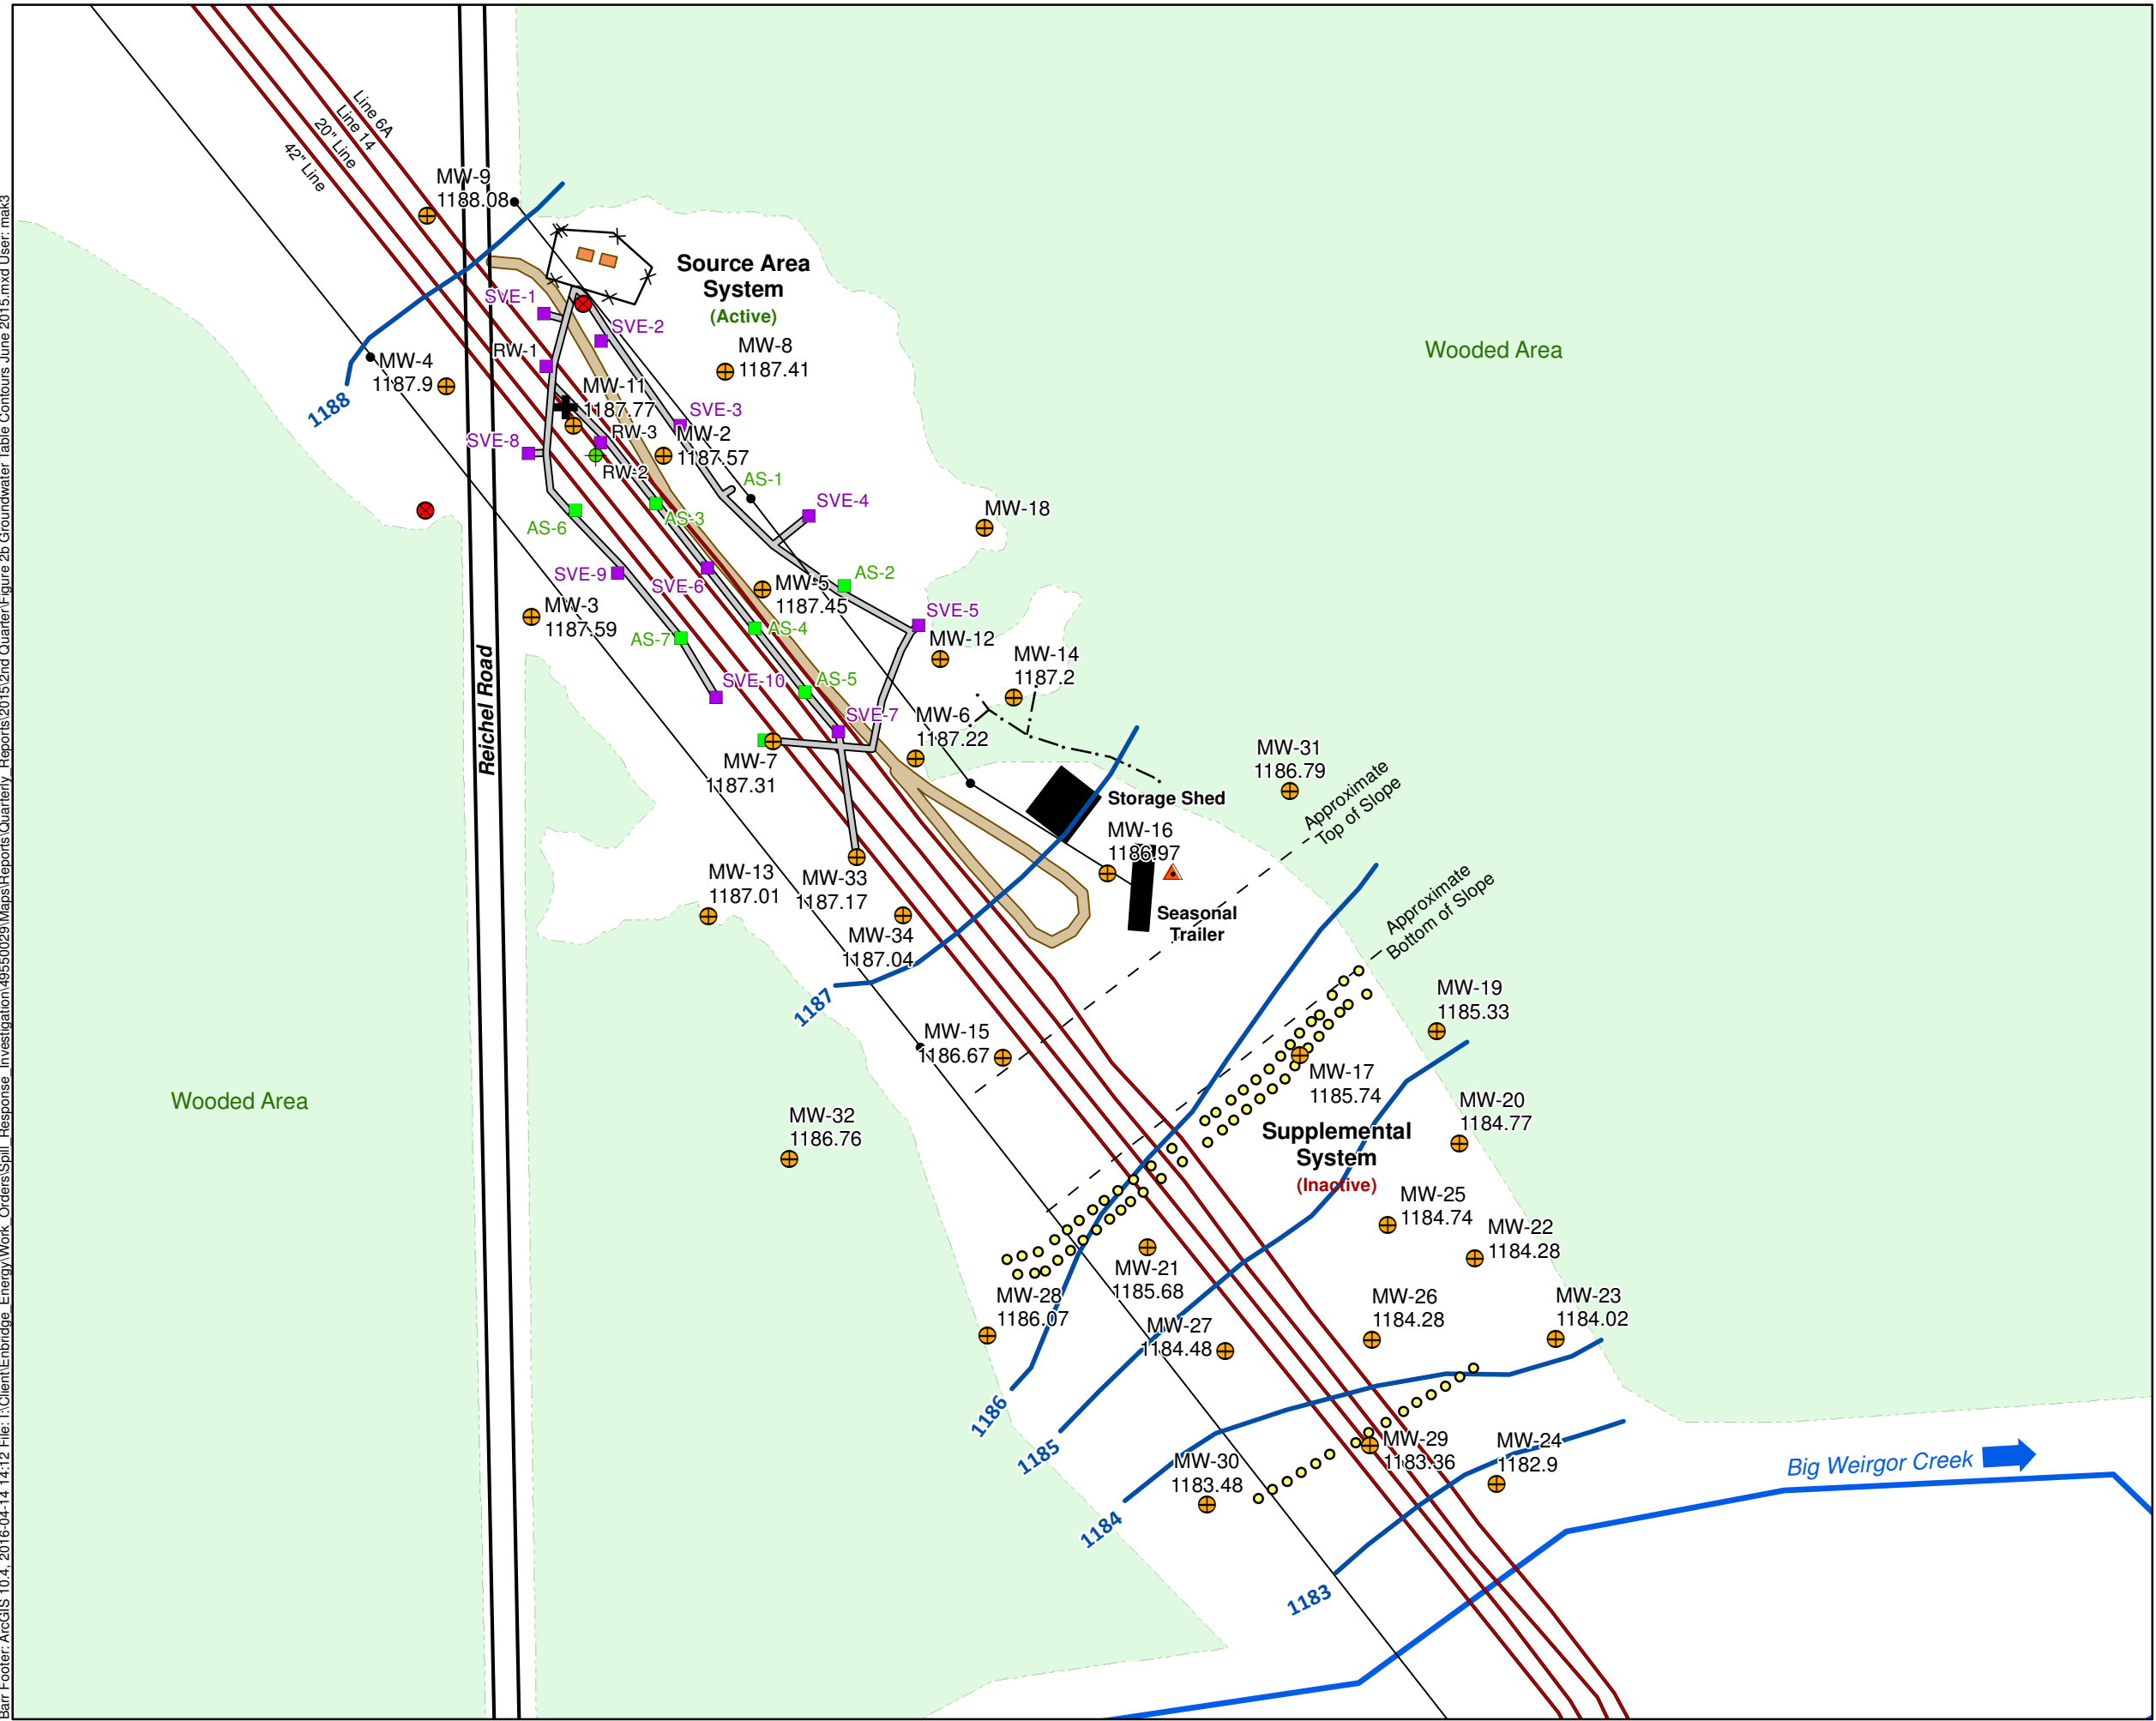 Line 6A
Line 14
20" Line
42" Line
MW-9
1188.08
Source Area
System
(Active)
SVE-1
SVE-2
MW-8
1187.41
RW-1
MW-4
1187.9
1188
MW-11
1187.77
SVE-3
RW-3
MW-2
1187.57
SVE-8
RW-2
AS-1
SVE-4
MW-18
AS-3
AS-6
SVE-9
SVE-6
MW-5
1187.45
AS-2
MW-3
1187.59
SVE-5
AS-4
AS-7
MW-12
MW-14
1187.2
SVE-10
AS-5
SVE-7
MW-6
1187.22
MW-7
1187.31
MW-31
1186.79
Approximate
Top of Slope
Storage Shed
MW-16
1186.97
Seasonal
Trailer
MW-13
1187.01
MW-33
1187.17
MW-34
1187.04
1187
Approximate
Bottom of Slope
MW-19
1185.33
MW-15
1186.67
MW-17
1185.74
MW-20
1184.77
Supplemental
System
(Inactive)
MW-32
1186.76
MW-25
1184.74
MW-22
1184.28
MW-21
1185.68
MW-28
1186.07
MW-26
1184.28
MW-23
1184.02
MW-27
1184.48
1186
1185
1184
MW-29
1183.36
MW-24
1182.9
MW-30
1183.48
1183
Big Weirgor Creek
Wooded Area
Wooded Area
Reichel Road
Barr Footer: ArcGIS 10.4, 2016-04-14 14:12 File: I:\Client\Enbridge_Energy\Work_Orders\Spill_Response_Investigation\49550029\Maps\Reports\Quarterly_Reports\2015\2nd Quarter\Figure 2b Groundwater Table Contours June 2015.mxd User: mak3